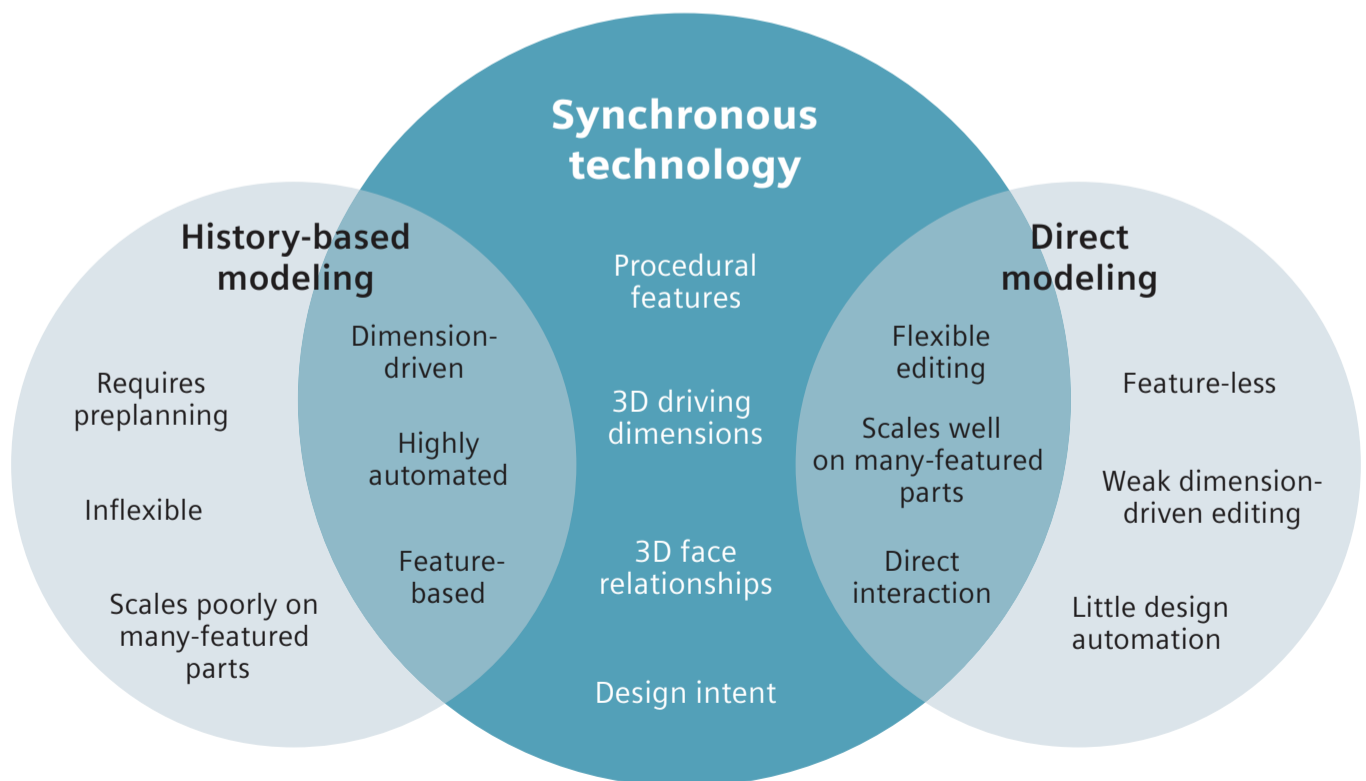 Synchronous
technology
History-based
modeling
Requires
preplanning
Inflexible
Scales poorly on
many-featured
parts
Dimension-
driven
Highly
automated
Feature-
based
Procedural
features
3D driving
dimensions
3D face
relationships
Design intent
Direct
modeling
Flexible
editing
Scales well
on many-featured
parts
Direct
interaction
Feature-less
Weak dimension-
driven editing
Little design
automation